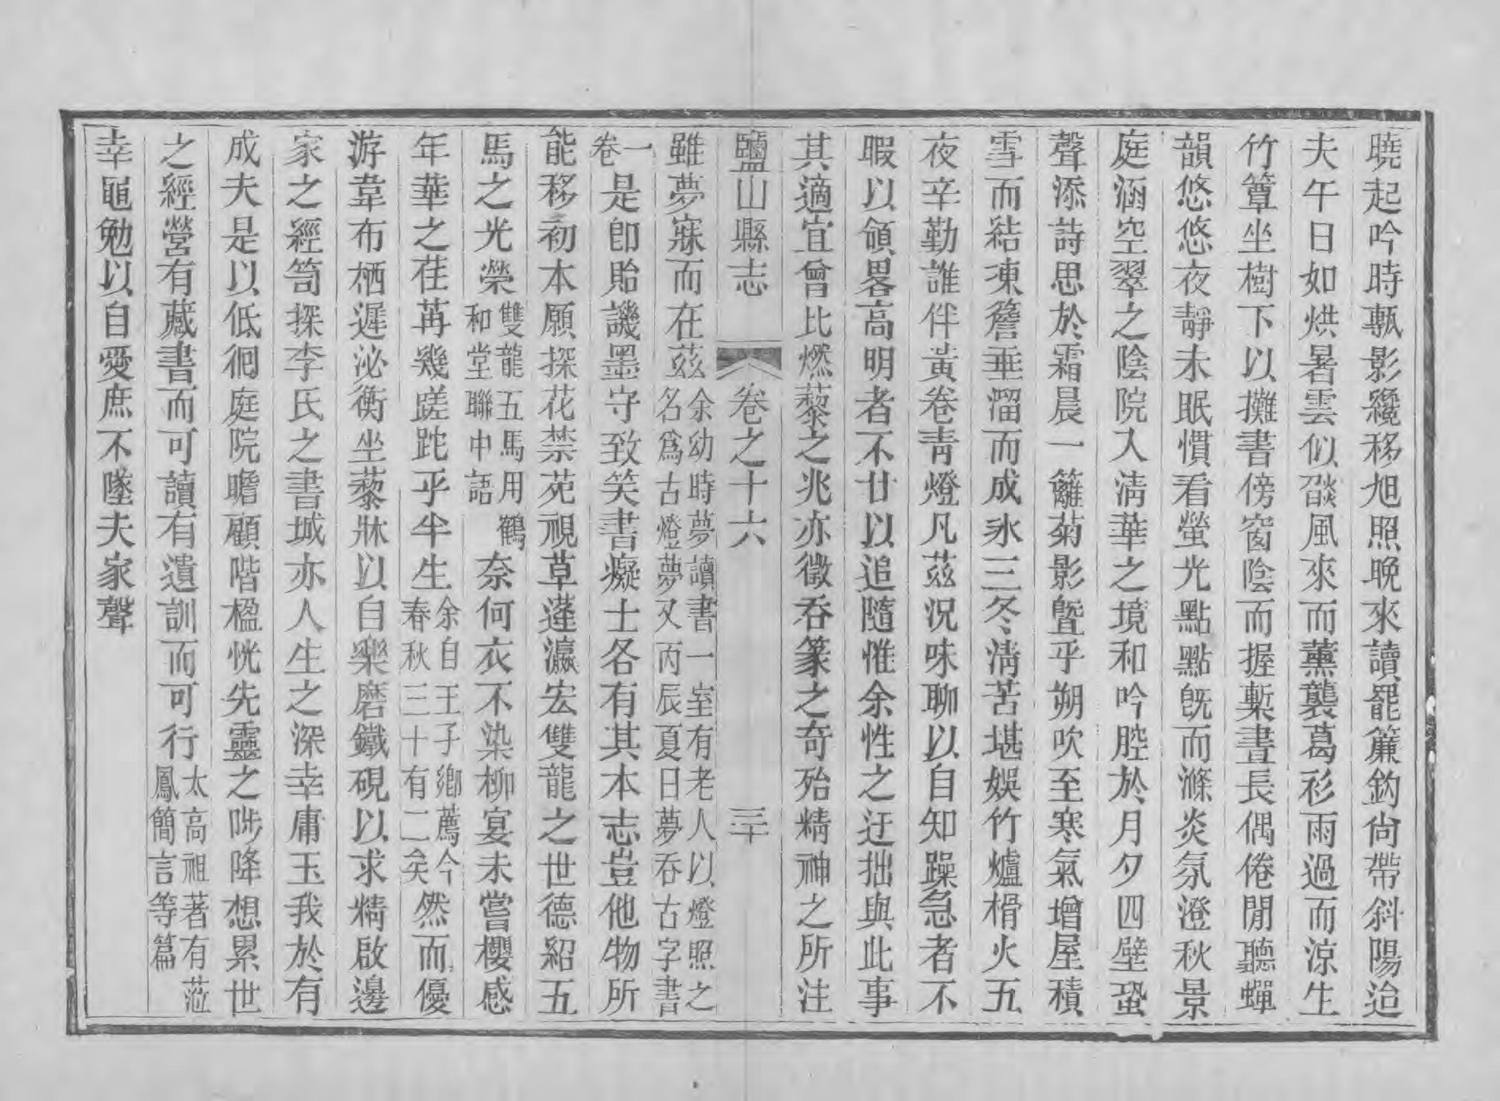 曉起吟時瓻影纔移旭照晚來讀罷簾鈎尙帶斜陽迨
夫午日如烘暑雲似燄風來而薰襲葛衫雨過而涼生
竹簟坐樹下以攤書傍窗陰而握槧晝長偶倦閒聽蟬
韻悠悠夜靜未眠慣看螢光點點旣而滌炎氛澄秋景
庭涵空翠之陰院入淸華之境和吟腔於月夕四壁蛩
聲添詩思於霜晨一籬菊影曁乎朔吹至寒氣增屋積
雪而結凍簷垂溜而成氷三冬淸苦堪娛竹爐榾火五
夜辛勤誰伴黃卷靑燈凡茲況味聊以自知躁急者不
暇以領畧高明者不廿以追隨惟余性之迂拙與此事
其適宜曾比燃藜之兆亦徵呑篆之奇殆精神之所注
鹽山縣志 卷之十六 三十
雖夢寐而在茲余幼時夢讀書一室有老人以燈照之名爲古燈夢又丙辰夏日夢呑古字書
一卷是卽貽譏墨守致笑書癡士各有其本志豈他物所
能移初本願探花禁苑視草蓬瀛宏雙龍之世德紹五
馬之光榮雙龍五馬用鶴和堂聯中語奈何衣不染柳宴未嘗櫻感
年華之荏苒幾蹉跎乎半生余自壬子鄕薦今春秋三十有二矣然而優
游韋布栖遲泌衡坐藜牀以自樂磨鐵硯以求精啟邊
家之經笥探李氏之書城亦人生之深幸庸玉我於有
成夫是以低徊庭院瞻顧階楹恍先靈之陟降想累世
之經營有藏書而可讀有遺訓而可行太高祖著有蒞鳳簡言等篇
幸黽勉以自愛庶不墜夫家聲